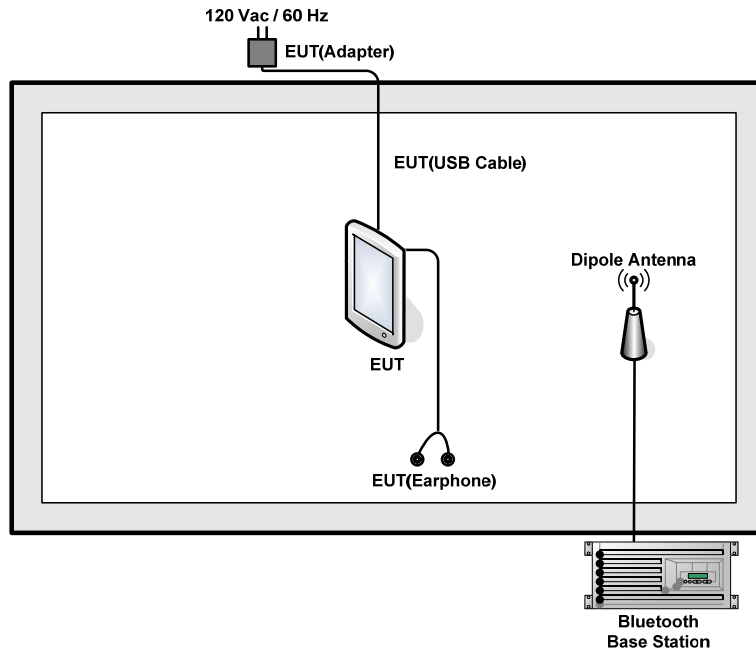 120 Vac / 60 Hz
EUT(Adapter)
EUT(USB Cable)
Dipole Antenna
EUT
EUT(Earphone)
Bluetooth
Base Station